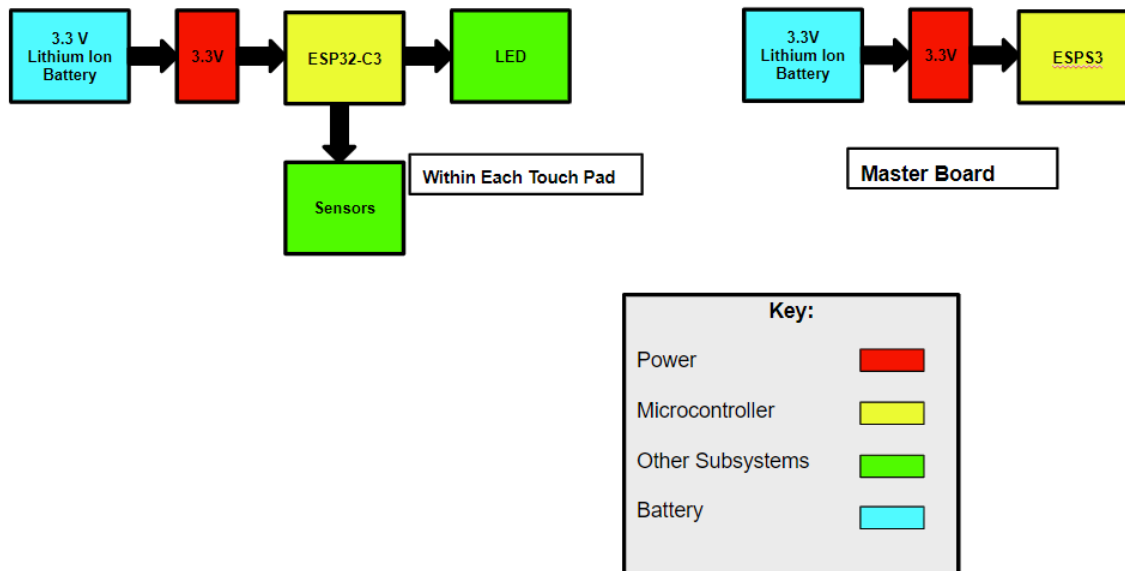 3.3 V
Lithium Ion
Battery
3.3V
ESP32-C3
LED
Sensors
Within Each Touch Pad
3.3V
Lithium Ion
Battery
3.3V
ESPS3
Master Board
Key:
Power
Microcontroller
Other Subsystems
Battery